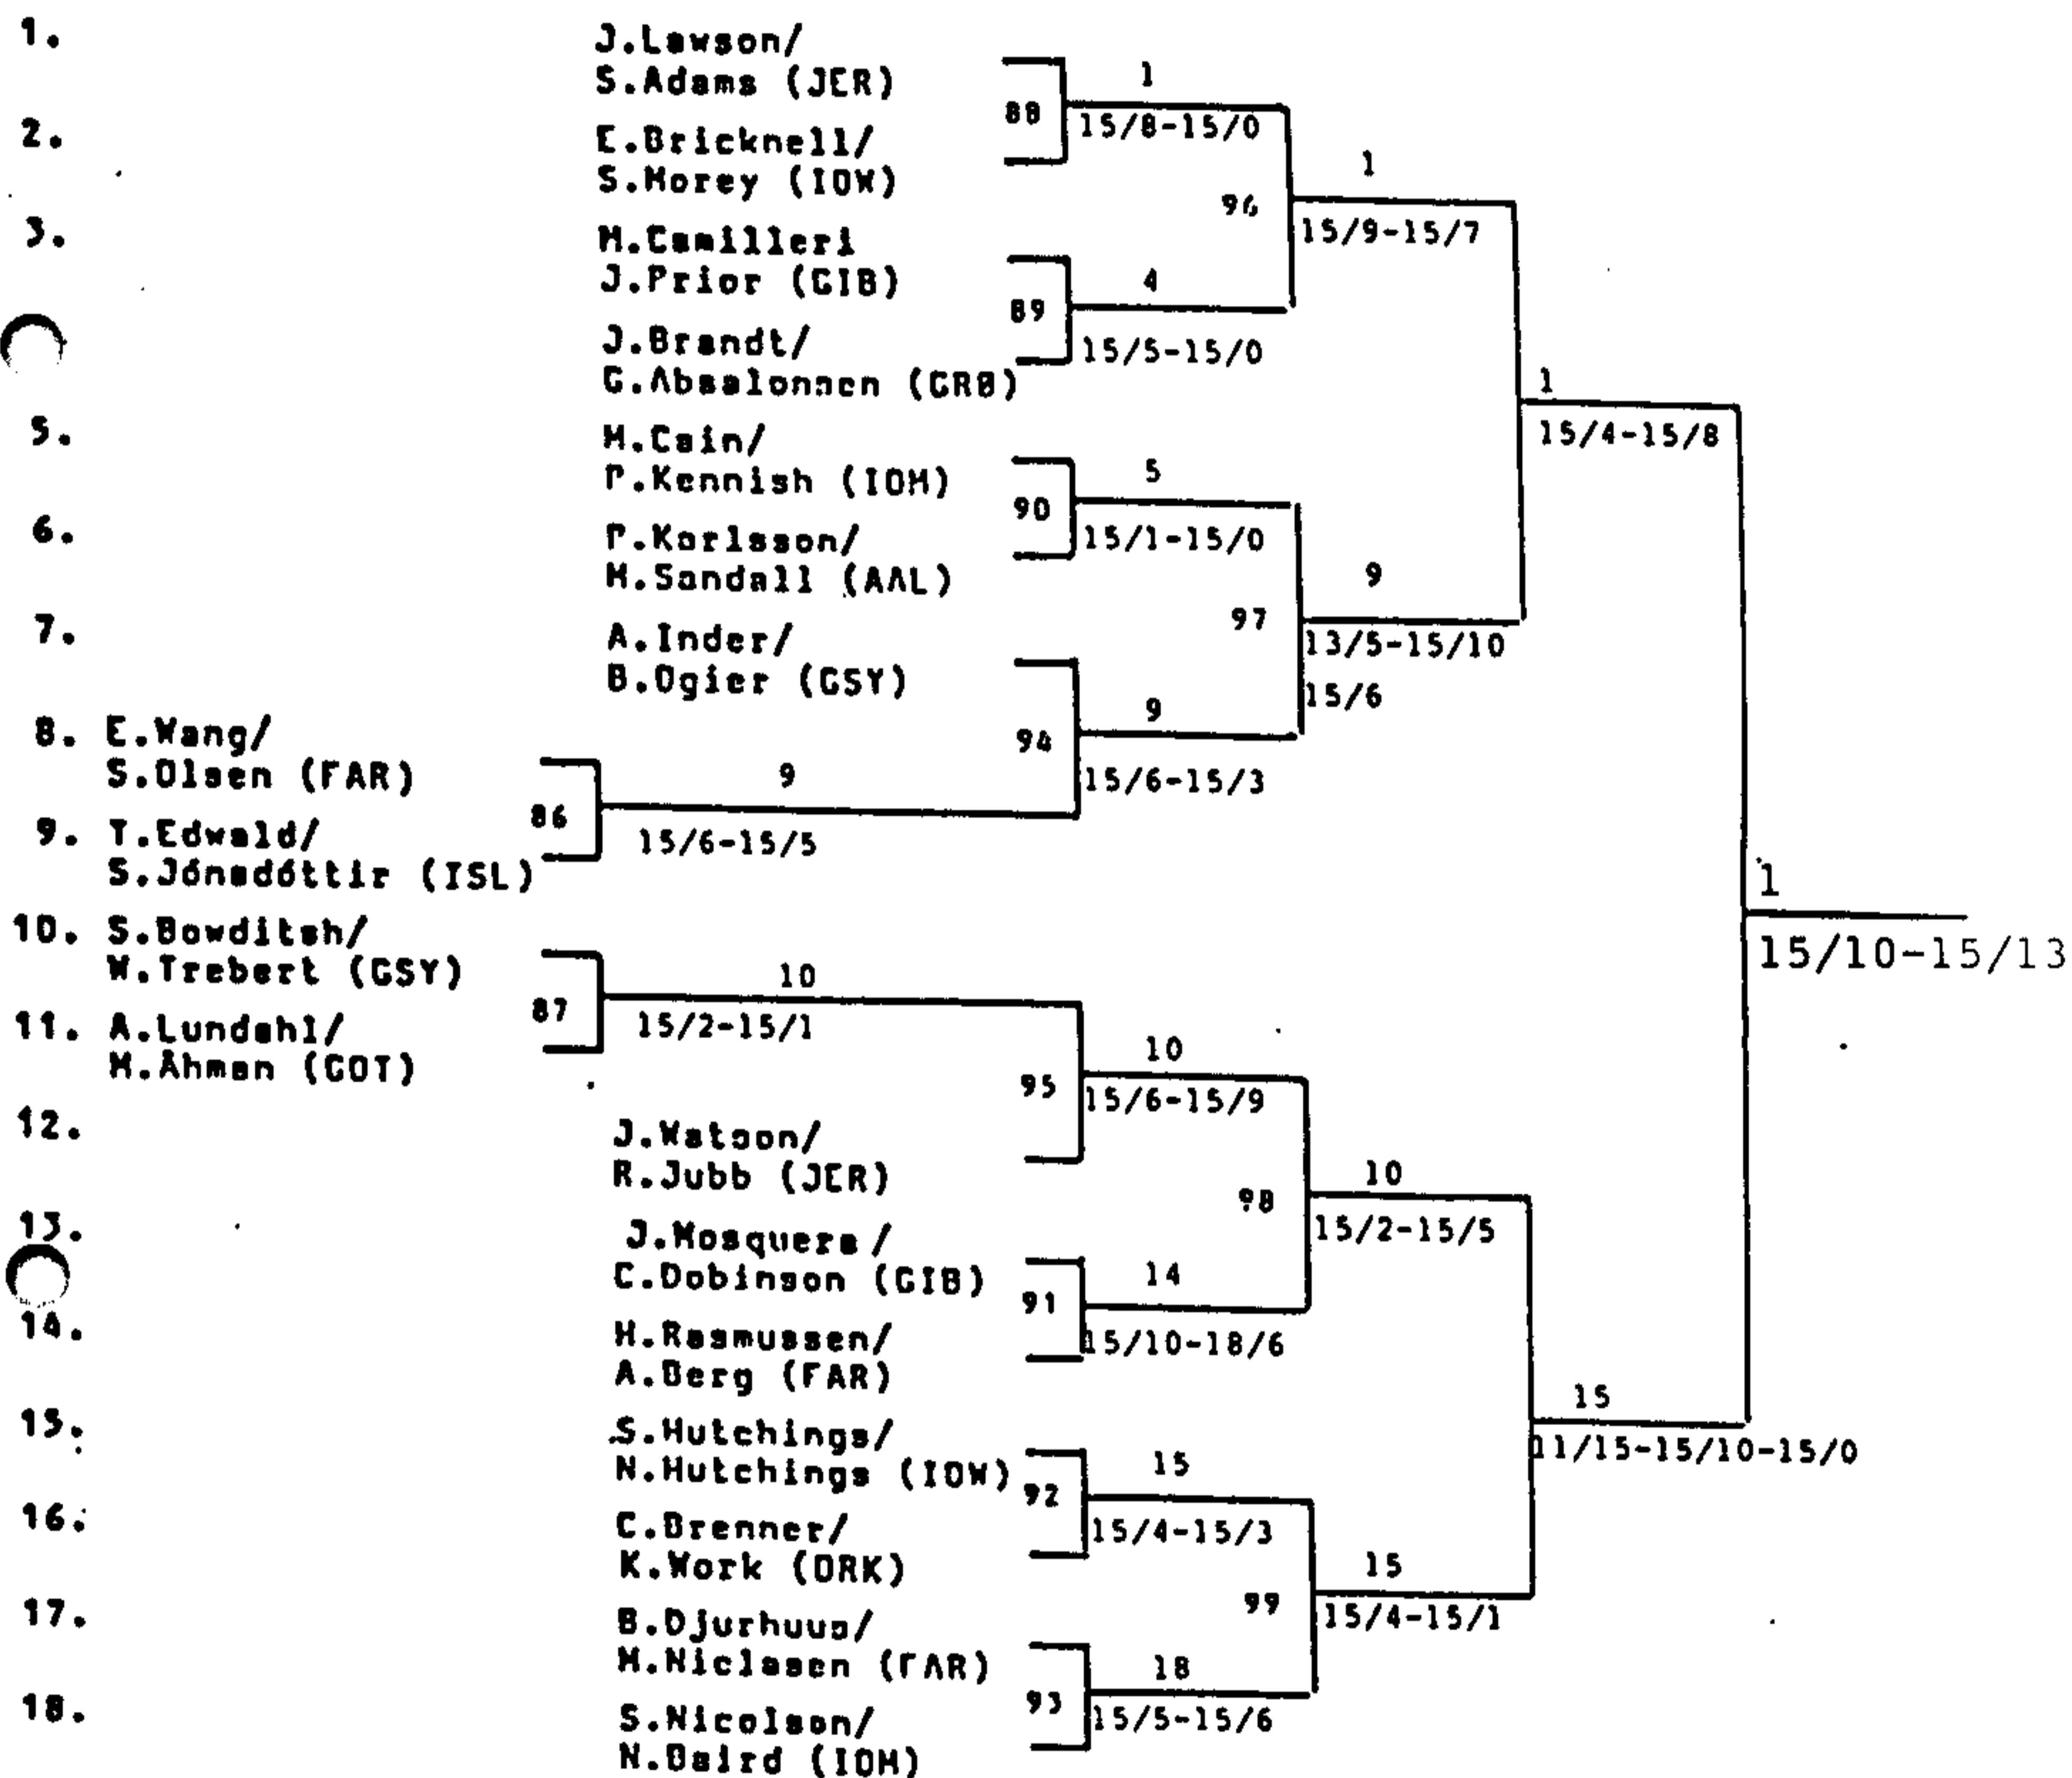 1.
J.Lawson/
S.Adams (JER)
88
1
15/8-15/0
2.
E.Bricknell/
S.Morey (IOW)
96
1
15/9-15/7
3.
M.Camilleri
J.Prior (GIB)
89
4
15/5-15/0
J.Brandt/
G.Absalonsen (GRØ)
1
15/4-15/8
5.
M.Cain/
P.Kennish (IOM)
90
5
15/1-15/0
6.
P.Karlsson/
M.Sandell (AAL)
97
9
13/5-15/10
15/6
7.
A.Inder/
B.Ogier (GSY)
94
9
15/6-15/3
8. E.Wang/
S.Olsen (FAR)
86
9
15/6-15/5
9. T.Edwald/
S.Jónsdóttir (ISL)
1
15/10-15/13
10. S.Bowditsh/
W.Trebert (GSY)
87
10
15/2-15/1
11. A.Lundahl/
M.Åhman (GOT)
95
10
15/6-15/9
12.
J.Watson/
R.Jubb (JER)
98
10
15/2-15/5
13.
J.Mosquera/
C.Dobinson (GIB)
91
14
15/10-18/6
14.
H.Rasmussen/
A.Berg (FAR)
15
11/15-15/10-15/0
15.
S.Hutchings/
N.Hutchings (IOW)
92
15
15/4-15/3
16.
C.Brenner/
K.Work (ORK)
99
15
15/4-15/1
17.
B.Djurhuus/
M.Niclasen (FAR)
93
18
15/5-15/6
18.
S.Nicolson/
N.Baird (IOM)